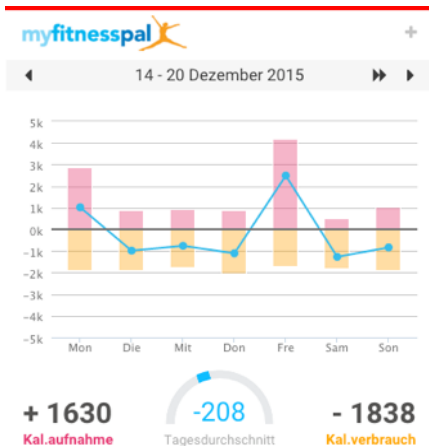 myfitnesspal
+
14 - 20 Dezember 2015
5k
4k
3k
2k
1k
0k
-1k
-2k
-3k
-4k
-5k
Mon Die Mit Don Fre Sam Son
+ 1630 -208 - 1838
Kal.aufnahme Tagesdurchschnitt Kal.verbrauch